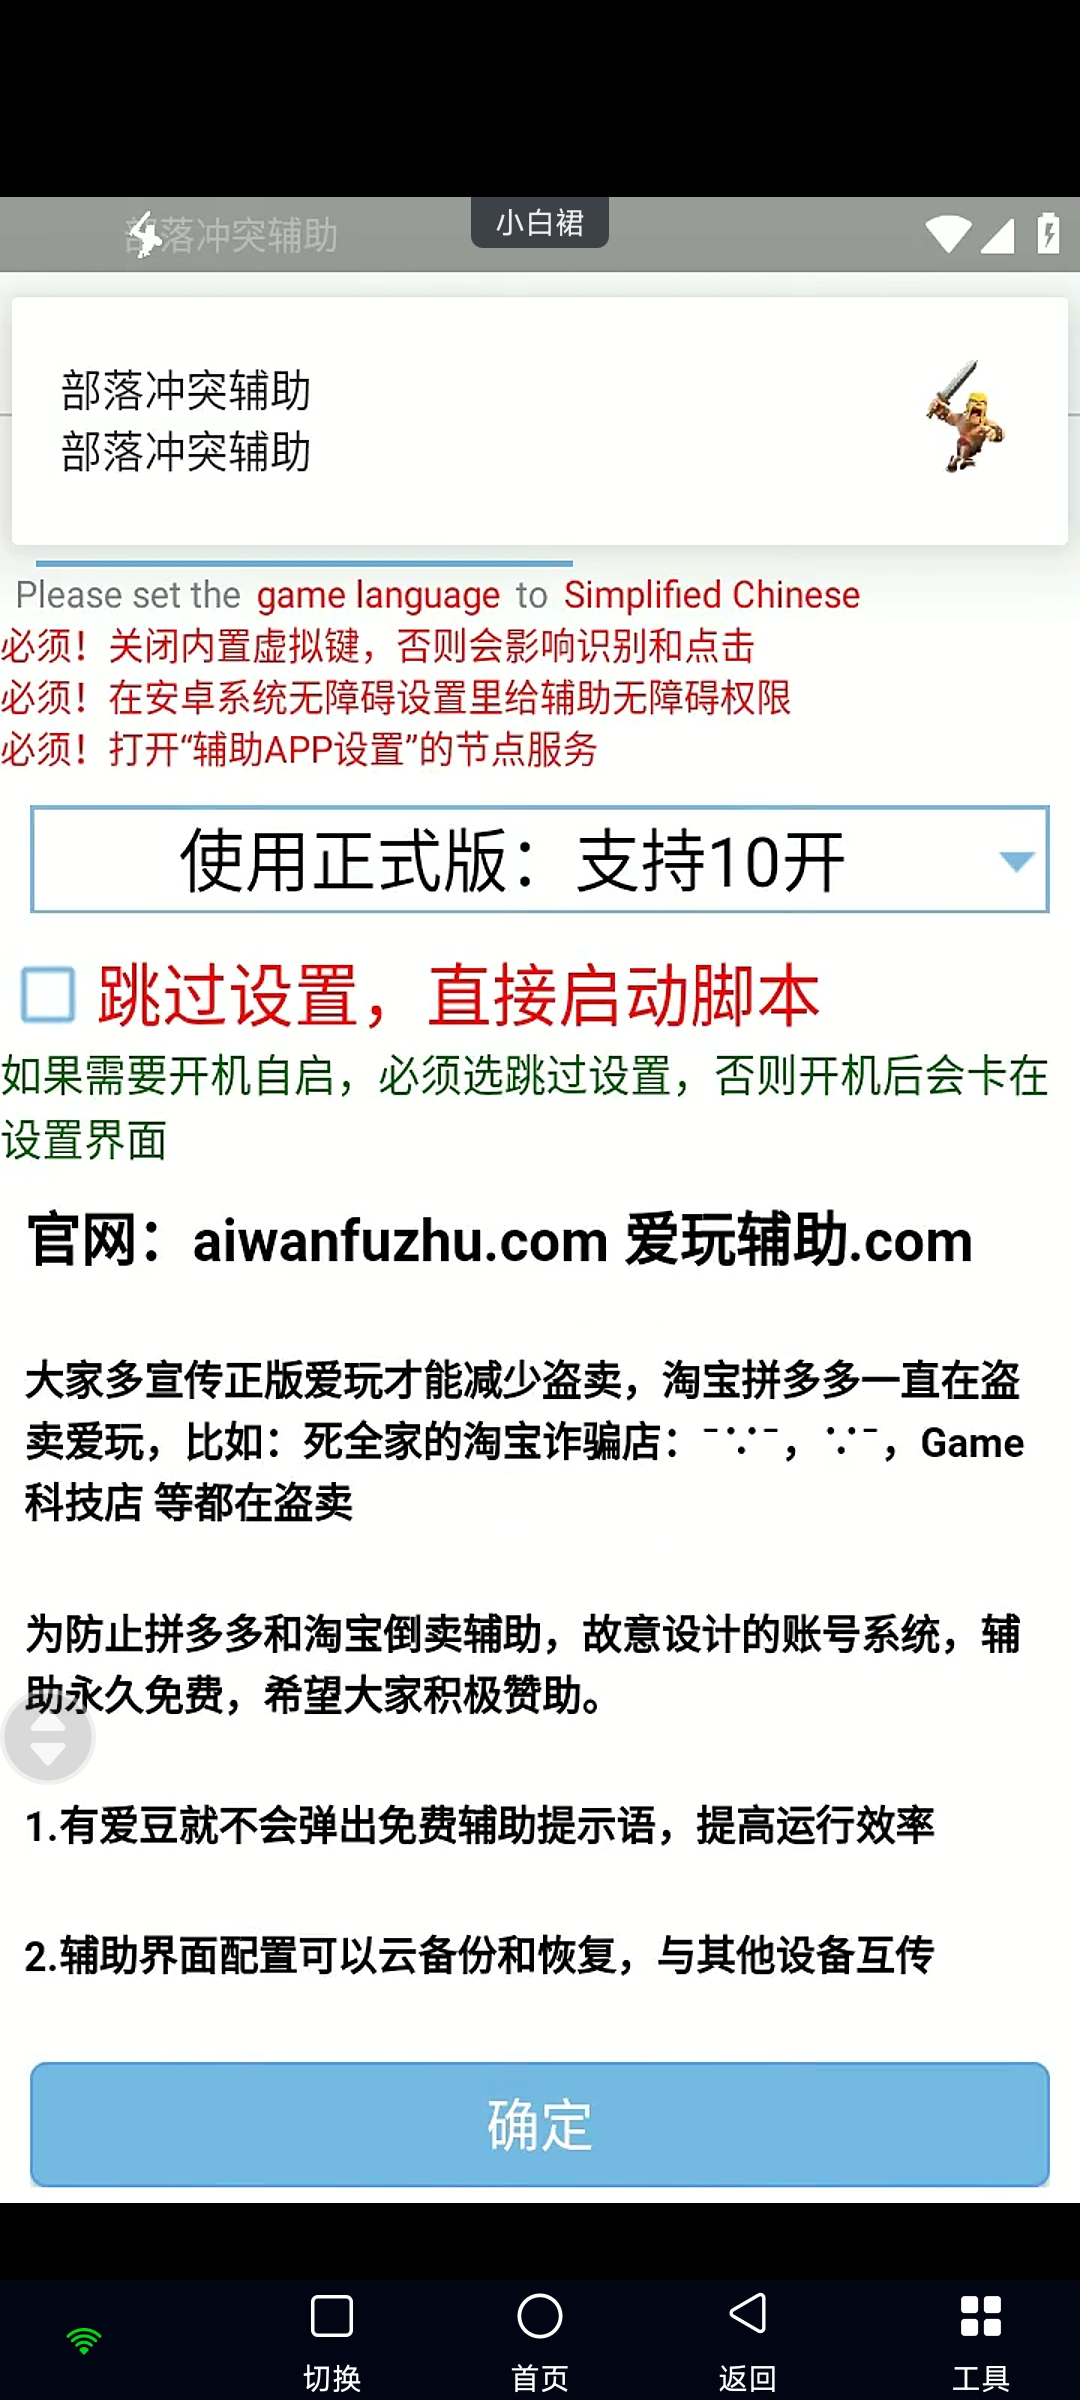 部落冲突辅助
小白裙
部落冲突辅助
部落冲突辅助
Please set the game language to Simplified Chinese
必须！关闭内置虚拟键，否则会影响识别和点击
必须！在安卓系统无障碍设置里给辅助无障碍权限
必须！打开“辅助APP设置”的节点服务
使用正式版：支持10开
跳过设置，直接启动脚本
如果需要开机自启，必须选跳过设置，否则开机后会卡在
设置界面
官网：aiwanfuzhu.com 爱玩辅助.com
大家多宣传正版爱玩才能减少盗卖，淘宝拼多多一直在盗
卖爱玩，比如：死全家的淘宝诈骗店：⁻∵⁻，∵⁻，Game
科技店 等都在盗卖
为防止拼多多和淘宝倒卖辅助，故意设计的账号系统，辅
助永久免费，希望大家积极赞助。
1.有爱豆就不会弹出免费辅助提示语，提高运行效率
2.辅助界面配置可以云备份和恢复，与其他设备互传
确定
切换
首页
返回
工具